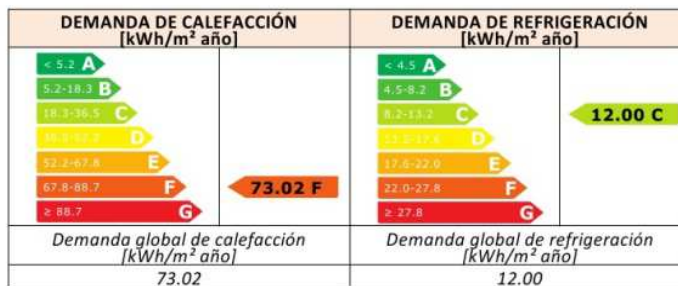 DEMANDA DE CALEFACCIÓN
[kWh/m² año]
< 5.2 A
5.2-18.3 B
18.3-36.5 C
D
52.2-67.8 E
67.8-88.7 F
≥ 88.7 G
73.02 F
Demanda global de calefacción
[kWh/m² año]
73.02
DEMANDA DE REFRIGERACIÓN
[kWh/m² año]
< 4.5 A
4.5-8.2 B
8.2-13.2 C
D
17.6-22.0 E
22.0-27.8 F
≥ 27.8 G
12.00 C
Demanda global de refrigeración
[kWh/m² año]
12.00